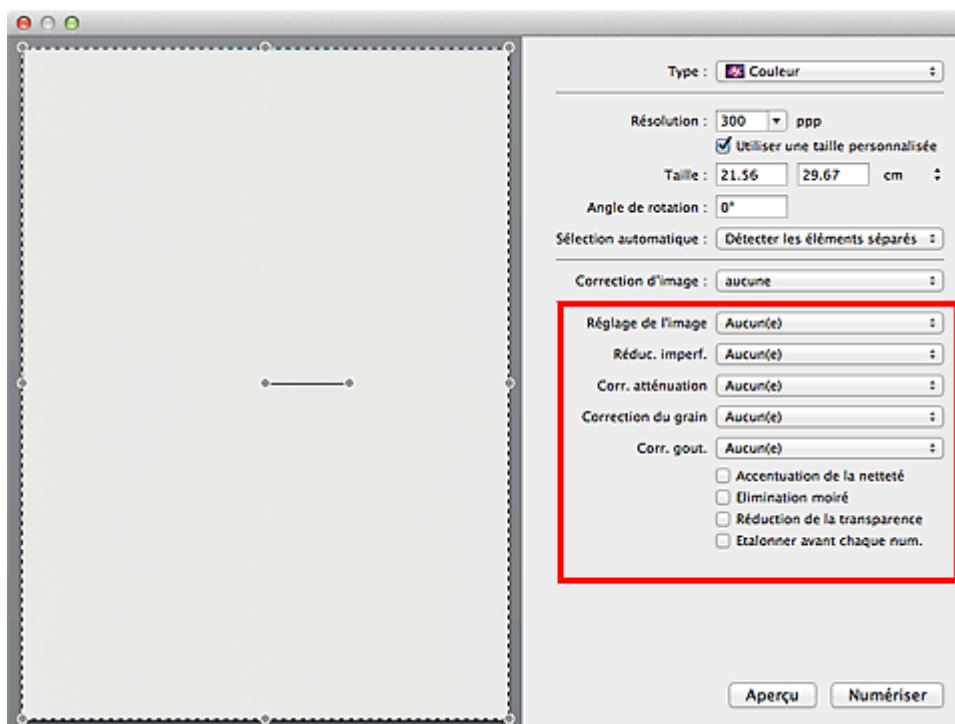 Type : Couleur
Résolution : 300 ppp
Utiliser une taille personnalisée
Taille : 21.56 29.67 cm
Angle de rotation : 0°
Sélection automatique : Détecter les éléments séparés
Correction d'image : aucune
Réglage de l'image Aucun(e)
Réduc. imperf. Aucun(e)
Corr. atténuation Aucun(e)
Correction du grain Aucun(e)
Corr. gout. Aucun(e)
Accentuation de la netteté
Elimination moiré
Réduction de la transparence
Etalonner avant chaque num.
Aperçu Numériser